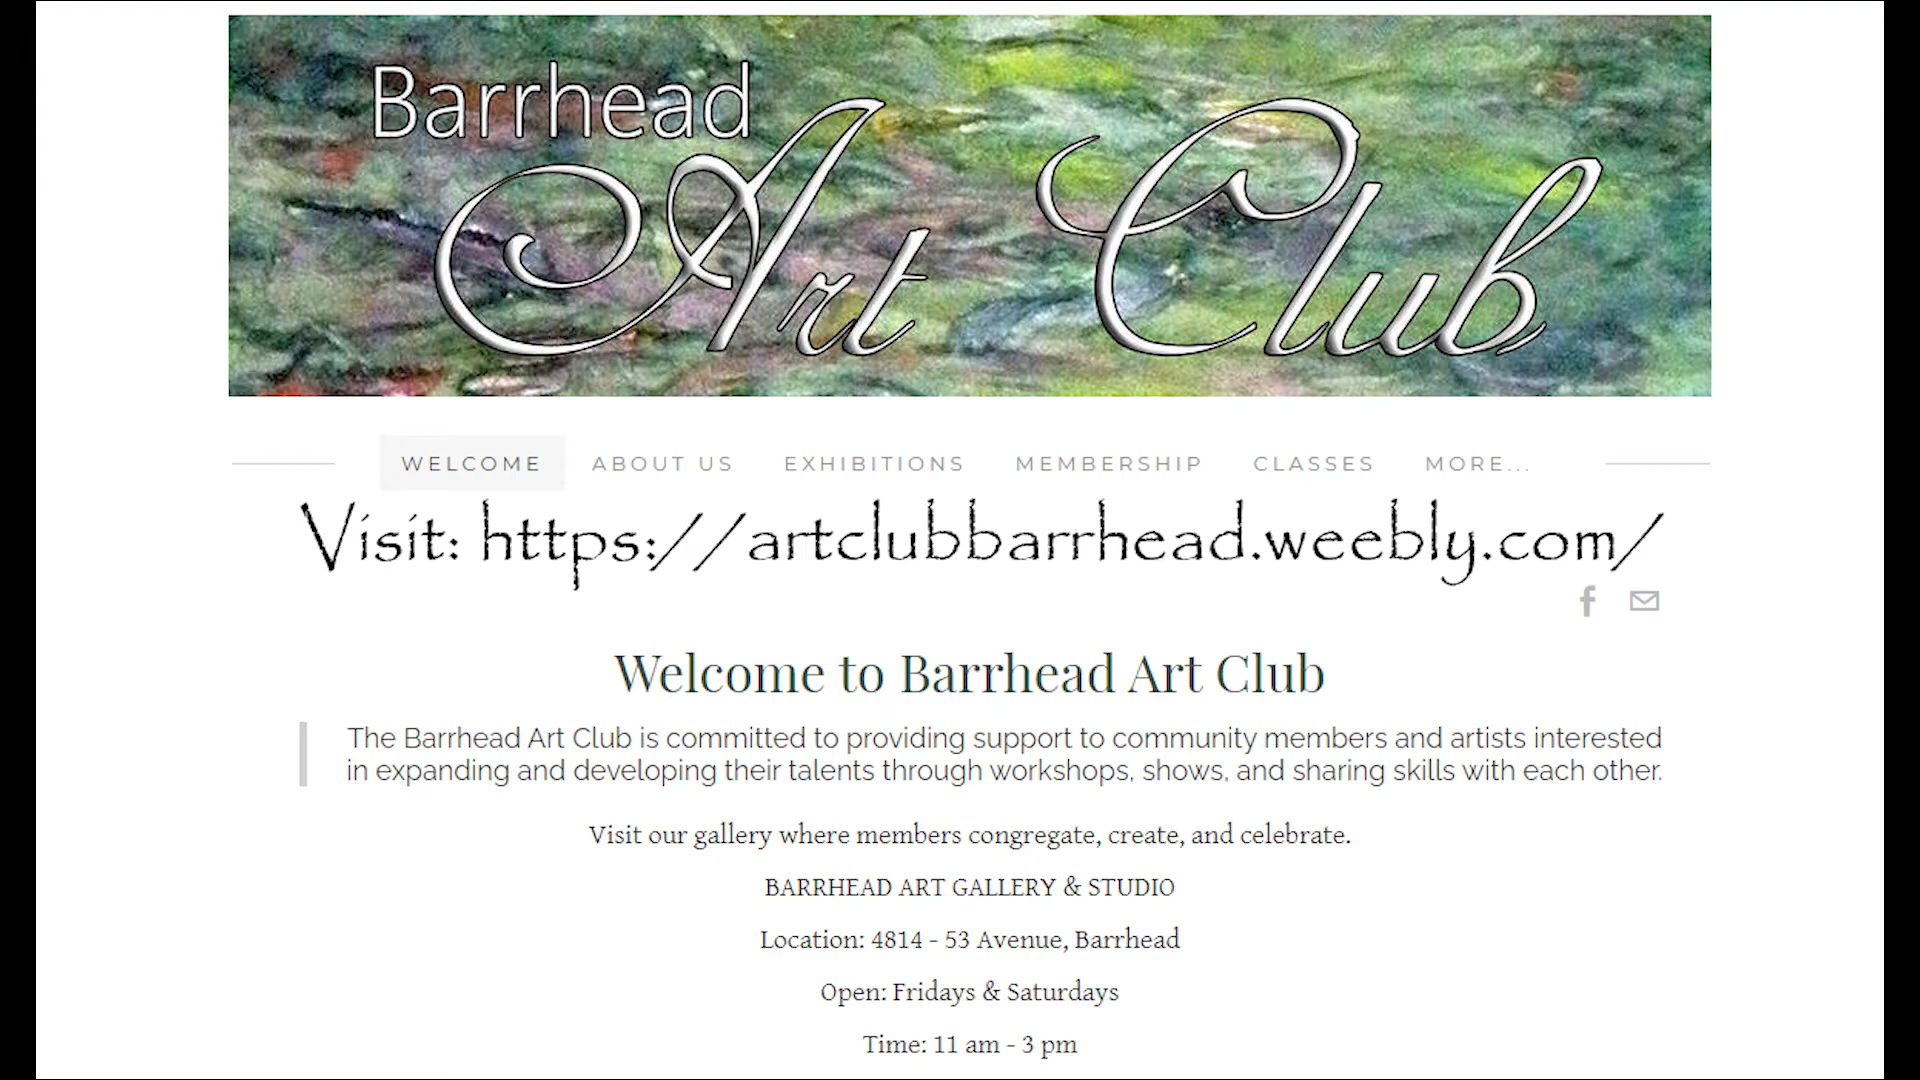 Barrhead
Art Club
WELCOME ABOUT US EXHIBITIONS MEMBERSHIP CLASSES MORE...
Visit: https://artclubbarrhead.weebly.com/
Welcome to Barrhead Art Club
The Barrhead Art Club is committed to providing support to community members and artists interested
in expanding and developing their talents through workshops, shows, and sharing skills with each other.
Visit our gallery where members congregate, create, and celebrate.
BARRHEAD ART GALLERY & STUDIO
Location: 4814 - 53 Avenue, Barrhead
Open: Fridays & Saturdays
Time: 11 am - 3 pm